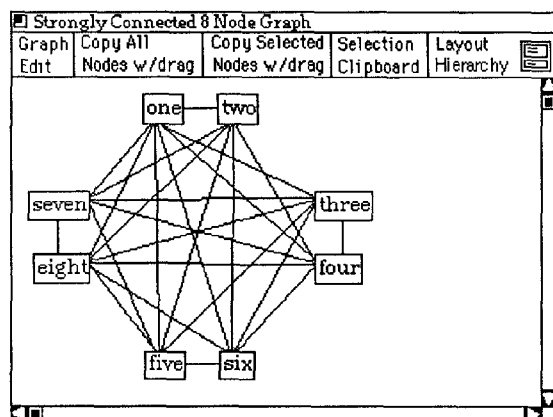 Strongly Connected 8 Node Graph
Graph Copy All Copy Selected Selection Layout
Edit Nodes w/drag Nodes w/drag Clipboard Hierarchy
one two
seven three
eight four
five six